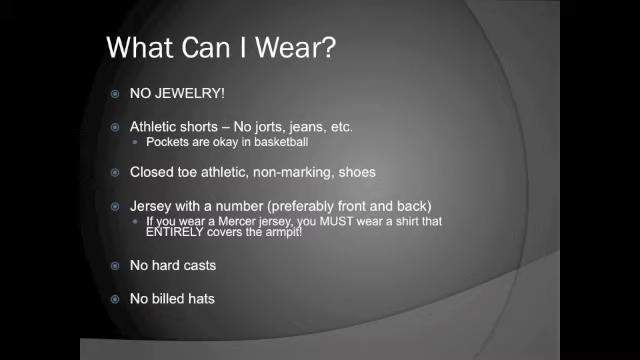 What Can I Wear?
NO JEWELRY!
Athletic shorts – No jorts, jeans, etc.
Pockets are okay in basketball
Closed toe athletic, non-marking, shoes
Jersey with a number (preferably front and back)
If you wear a Mercer jersey, you MUST wear a shirt that
ENTIRELY covers the armpit!
No hard casts
No billed hats